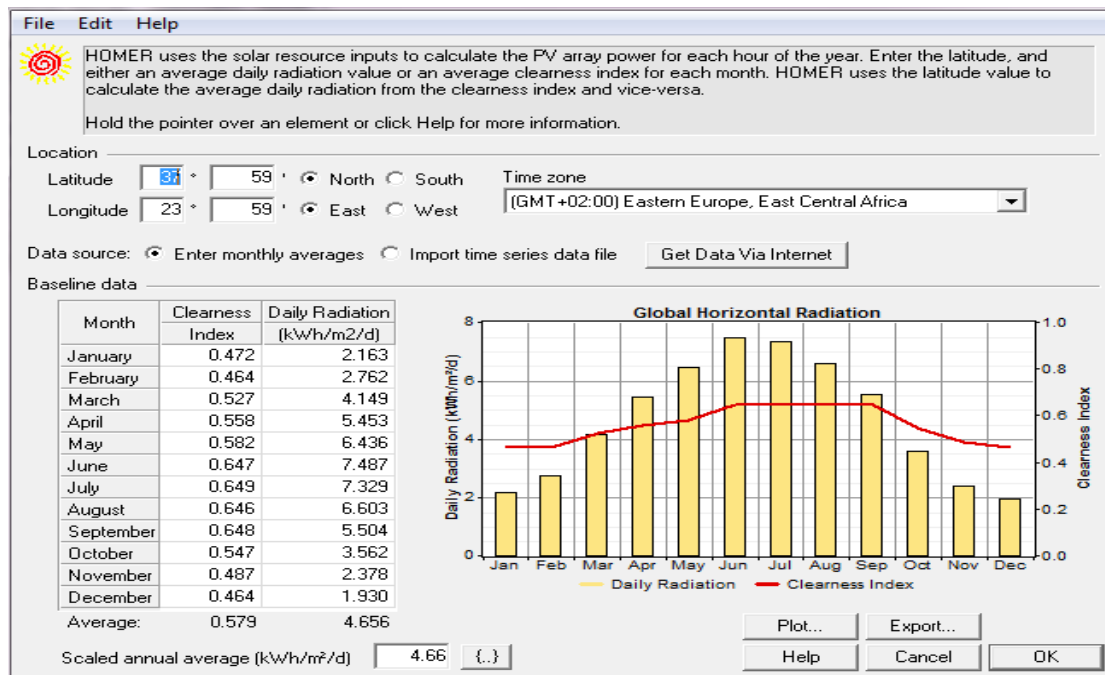 File Edit Help
HOMER uses the solar resource inputs to calculate the PV array power for each hour of the year. Enter the latitude, and
either an average daily radiation value or an average clearness index for each month. HOMER uses the latitude value to
calculate the average daily radiation from the clearness index and vice-versa.
Hold the pointer over an element or click Help for more information.
Location
Latitude 37 ° 59 ' North South
Time zone
Longitude 23 ° 59 ' East West
(GMT+02:00) Eastern Europe, East Central Africa
Data source: Enter monthly averages Import time series data file Get Data Via Internet
Baseline data
Month Clearness Index Daily Radiation (kWh/m2/d)
January 0.472 2.163
February 0.464 2.762
March 0.527 4.149
April 0.558 5.453
May 0.582 6.436
June 0.647 7.487
July 0.649 7.329
August 0.646 6.603
September 0.648 5.504
October 0.547 3.562
November 0.487 2.378
December 0.464 1.930
Average: 0.579 4.656
Scaled annual average (kWh/m²/d) 4.66 {..}
Global Horizontal Radiation
Daily Radiation (kWh/m²/d)
8
6
4
2
0
1.0
0.8
0.6
0.4
0.2
0.0
Clearness Index
Jan Feb Mar Apr May Jun Jul Aug Sep Oct Nov Dec
Daily Radiation Clearness Index
Plot... Export...
Help Cancel OK